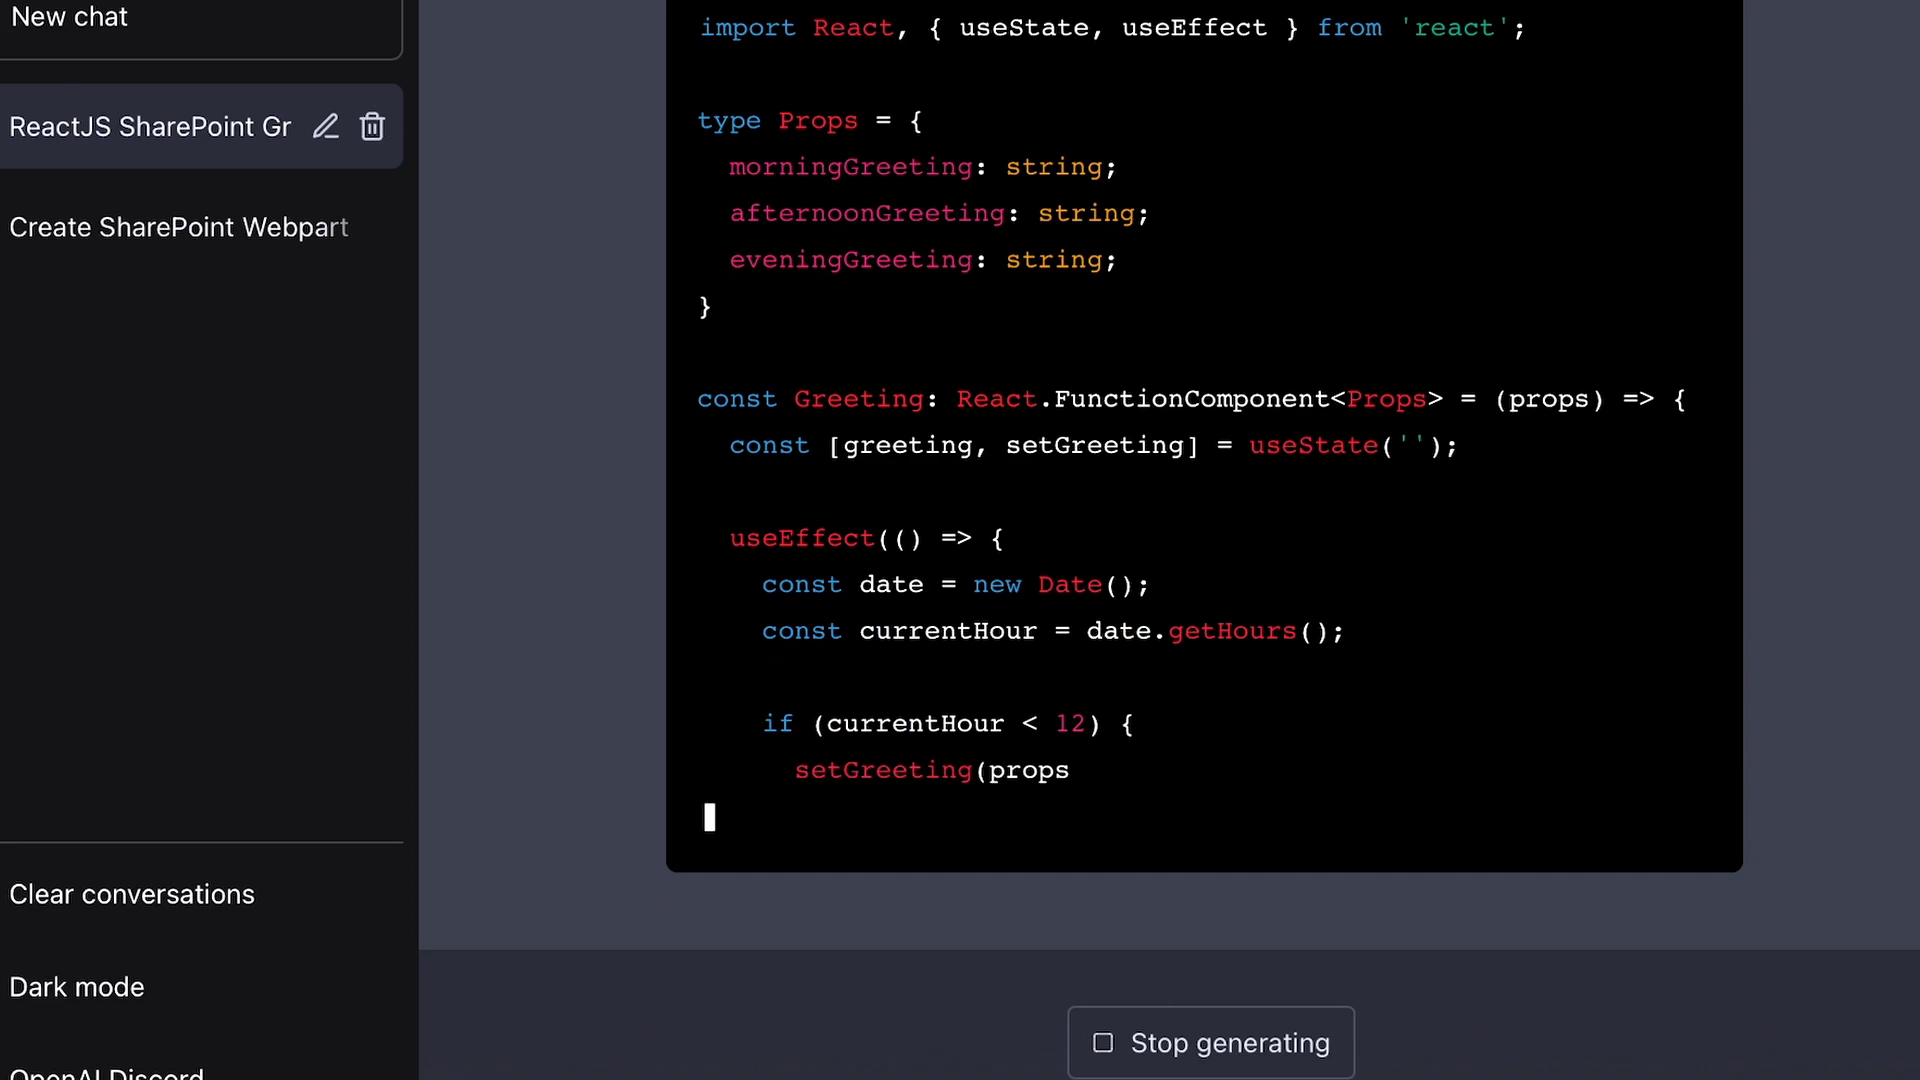 New chat
ReactJS SharePoint Gr
Create SharePoint Webpart
Clear conversations
Dark mode
OpenAI Discord
import React, { useState, useEffect } from 'react';
type Props = {
  morningGreeting: string;
  afternoonGreeting: string;
  eveningGreeting: string;
}
const Greeting: React.FunctionComponent<Props> = (props) => {
  const [greeting, setGreeting] = useState('');
  useEffect(() => {
    const date = new Date();
    const currentHour = date.getHours();
    if (currentHour < 12) {
      setGreeting(props
Stop generating